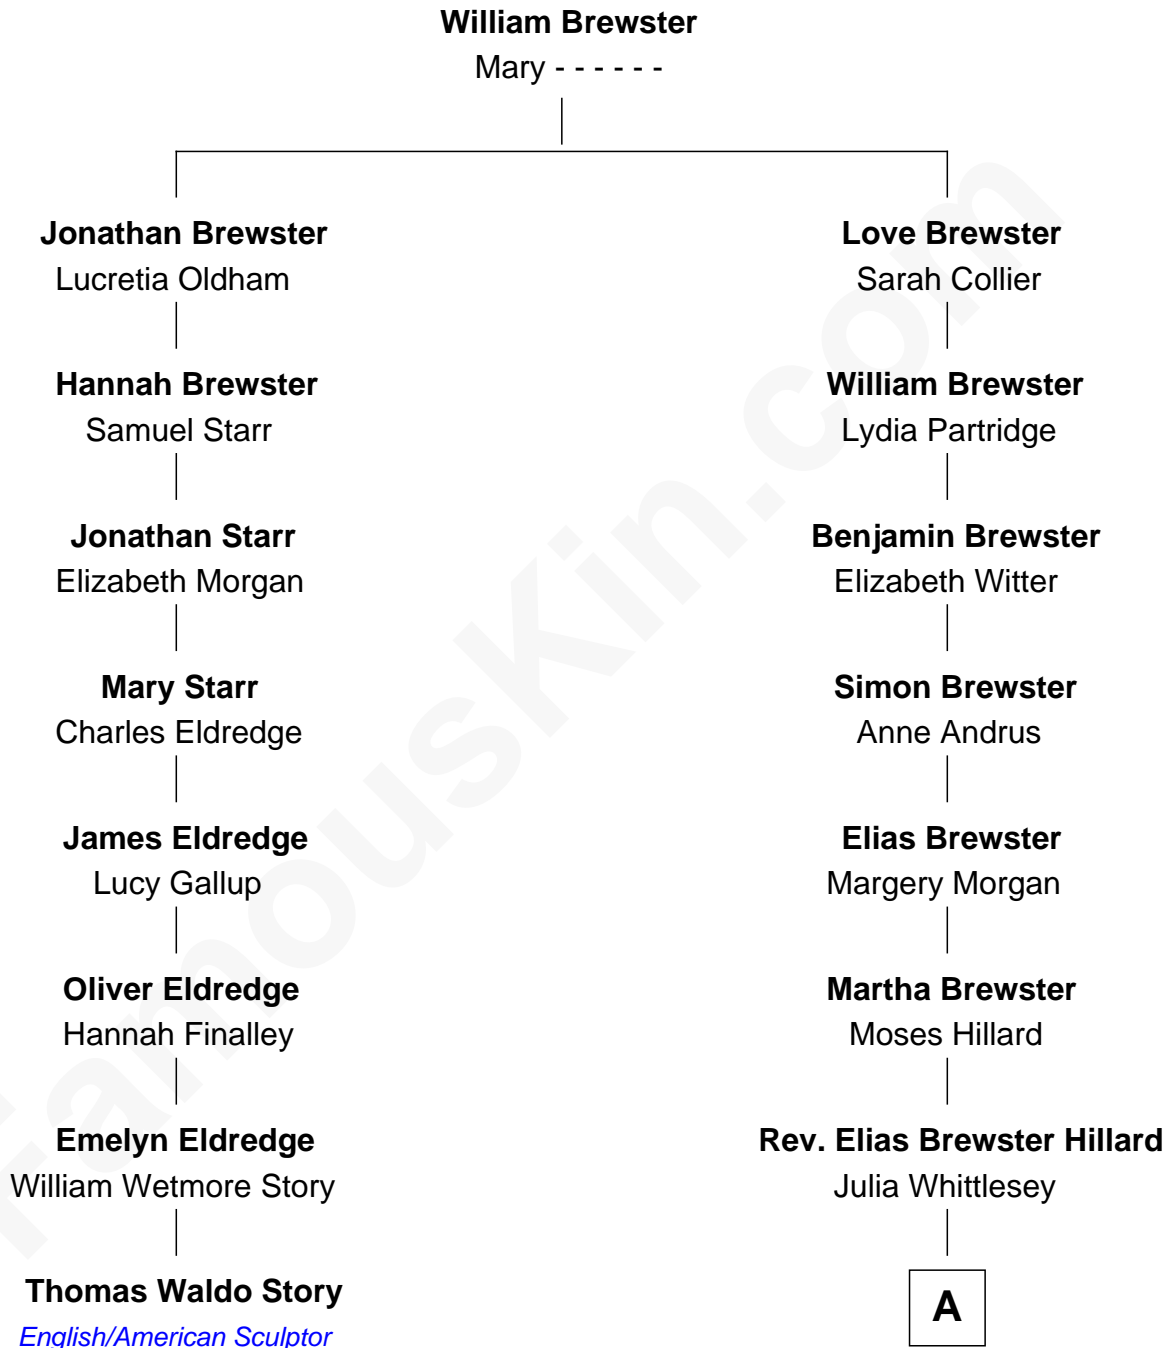 William Brewster
Mary - - - - - -
Jonathan Brewster
Lucretia Oldham
Love Brewster
Sarah Collier
Hannah Brewster
Samuel Starr
William Brewster
Lydia Partridge
Jonathan Starr
Elizabeth Morgan
Benjamin Brewster
Elizabeth Witter
Mary Starr
Charles Eldredge
Simon Brewster
Anne Andrus
James Eldredge
Lucy Gallup
Elias Brewster
Margery Morgan
Oliver Eldredge
Hannah Finalley
Martha Brewster
Moses Hillard
Emelyn Eldredge
William Wetmore Story
Rev. Elias Brewster Hillard
Julia Whittlesey
Thomas Waldo Story
English/American Sculptor
A
FamousKin.com